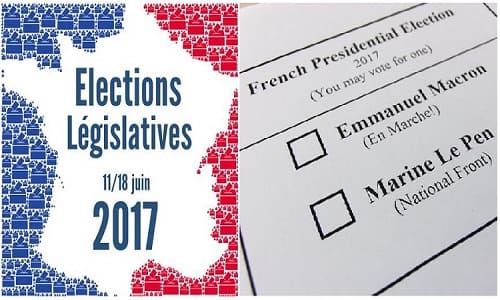 Elections
Législatives
11/18 juin
2017
French Presidential Election
2017
(You may vote for one)
Emmanuel Macron
(En Marche!)
Marine Le Pen
(National Front)